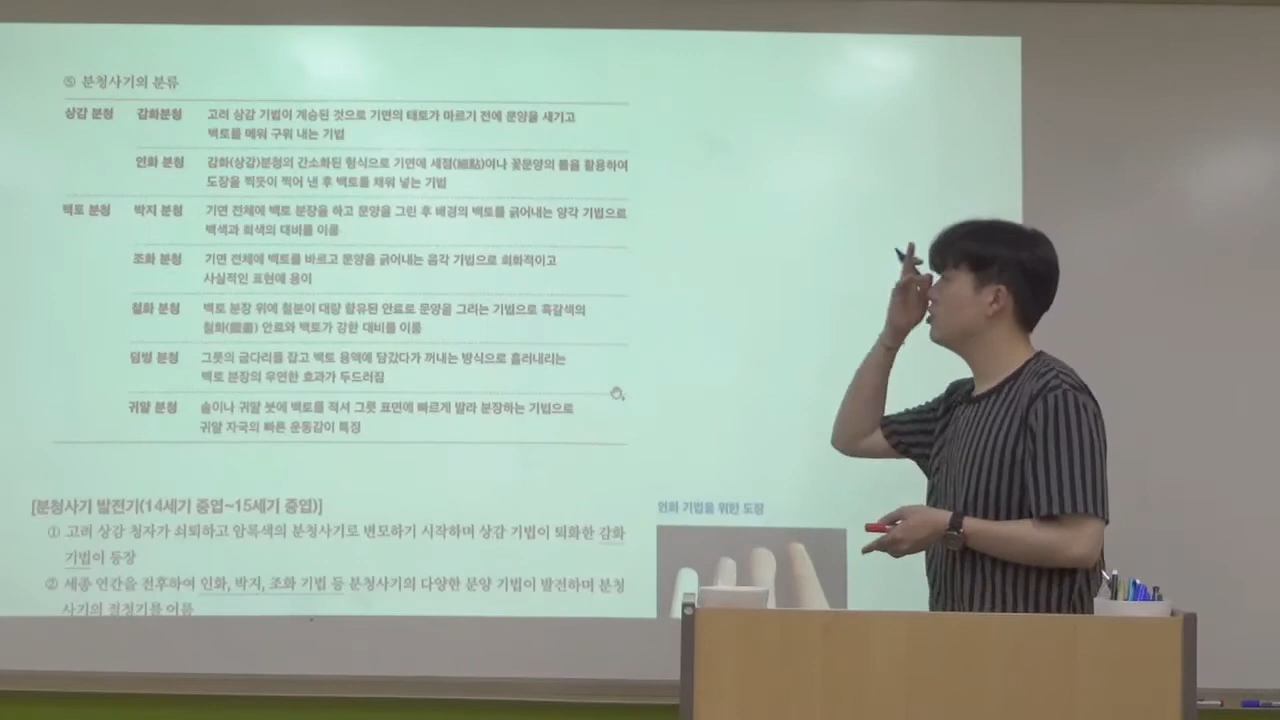 ⑤ 분청사기의 분류
상감 분청 감화분청 고려 상감 기법이 계승된 것으로 기면의 태토가 마르기 전에 문양을 새기고
백토를 메워 구워 내는 기법
인화 분청 감화(상감)분청의 간소화된 형식으로 기면에 세점(細點)이나 꽃문양의 틀을 활용하여
도장을 찍듯이 찍어 낸 후 백토를 채워 넣는 기법
백토 분청 박지 분청 기면 전체에 백토 분장을 하고 문양을 그린 후 배경의 백토를 긁어내는 양각 기법으로
백색과 회색의 대비를 이룸
조화 분청 기면 전체에 백토를 바르고 문양을 긁어내는 음각 기법으로 회화적이고
사실적인 표현에 용이
철화 분청 백토 분장 위에 철분이 대량 함유된 안료로 문양을 그리는 기법으로 흑갈색의
철화(鐵畫) 안료와 백토가 강한 대비를 이룸
덤벙 분청 그릇의 굽다리를 잡고 백토 용액에 담갔다가 꺼내는 방식으로 흘러내리는
백토 분장의 우연한 효과가 두드러짐
귀얄 분청 솔이나 귀얄 붓에 백토를 적셔 그릇 표면에 빠르게 발라 분장하는 기법으로
귀얄 자국의 빠른 운동감이 특징
[분청사기 발전기(14세기 중엽~15세기 중엽)]
① 고려 상감 청자가 쇠퇴하고 암록색의 분청사기로 변모하기 시작하며 상감 기법이 퇴화한 감화
기법이 등장
② 세종 연간을 전후하여 인화, 박지, 조화 기법 등 분청사기의 다양한 문양 기법이 발전하며 분청
사기의 절정기를 이룸
인화 기법을 위한 도장